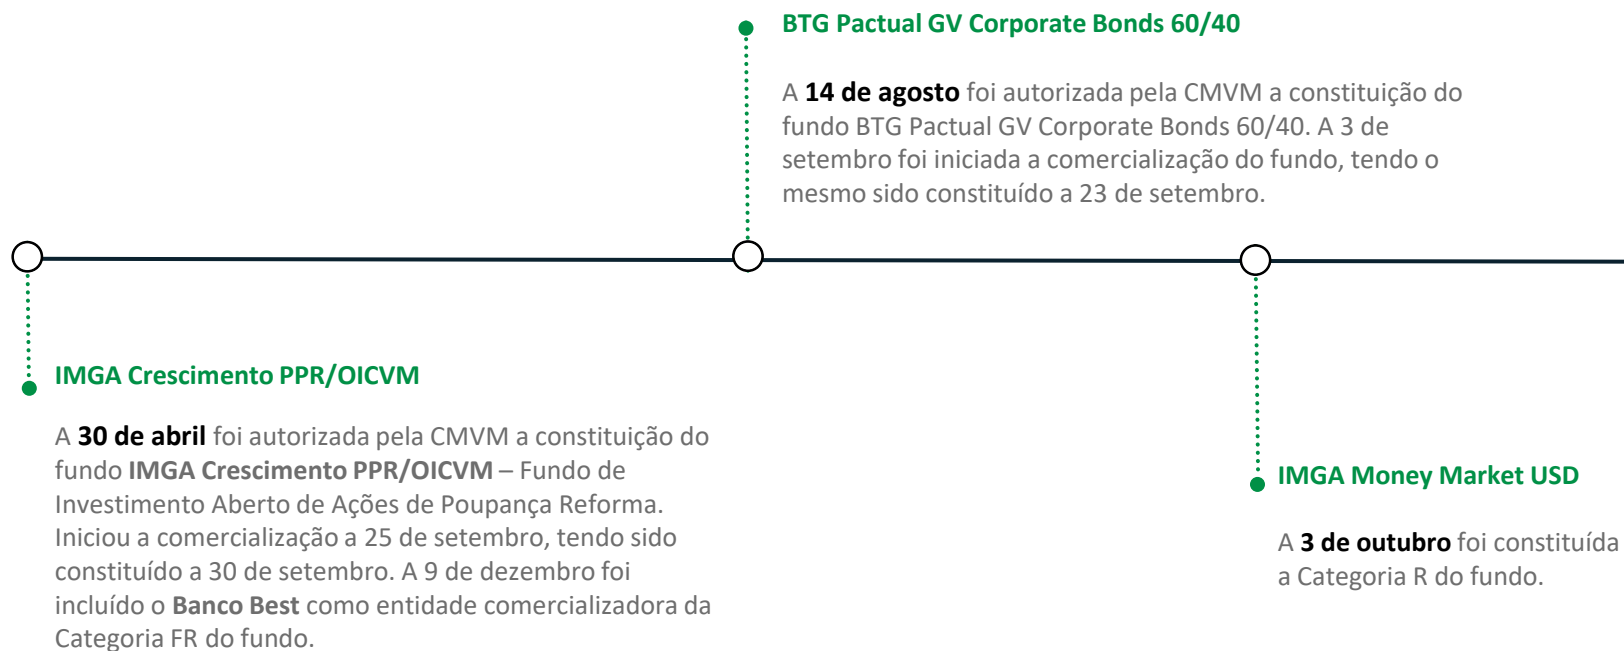 BTG Pactual GV Corporate Bonds 60/40
A 14 de agosto foi autorizada pela CMVM a constituição do
fundo BTG Pactual GV Corporate Bonds 60/40. A 3 de
setembro foi iniciada a comercialização do fundo, tendo o
mesmo sido constituído a 23 de setembro.
IMGA Crescimento PPR/OICVM
A 30 de abril foi autorizada pela CMVM a constituição do
fundo IMGA Crescimento PPR/OICVM – Fundo de
Investimento Aberto de Ações de Poupança Reforma.
Iniciou a comercialização a 25 de setembro, tendo sido
constituído a 30 de setembro. A 9 de dezembro foi
incluído o Banco Best como entidade comercializadora da
Categoria FR do fundo.
IMGA Money Market USD
A 3 de outubro foi constituída
a Categoria R do fundo.